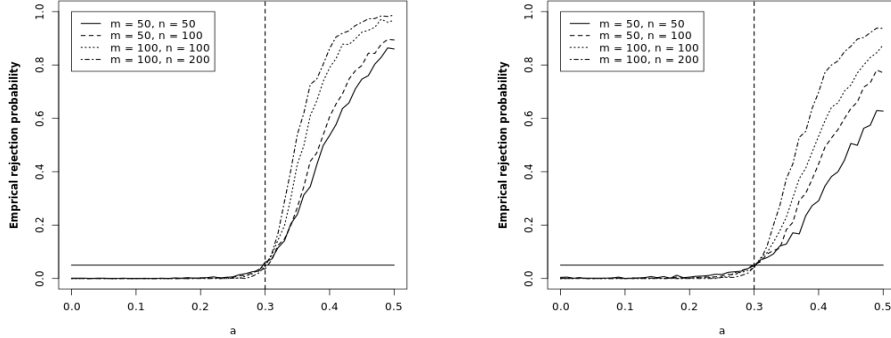 m = 50, n = 50
m = 50, n = 100
m = 100, n = 100
m = 100, n = 200
Emprical rejection probability
0.0 0.2 0.4 0.6 0.8 1.0
0.0 0.1 0.2 0.3 0.4 0.5
a
m = 50, n = 50
m = 50, n = 100
m = 100, n = 100
m = 100, n = 200
Emprical rejection probability
0.0 0.2 0.4 0.6 0.8 1.0
0.0 0.1 0.2 0.3 0.4 0.5
a